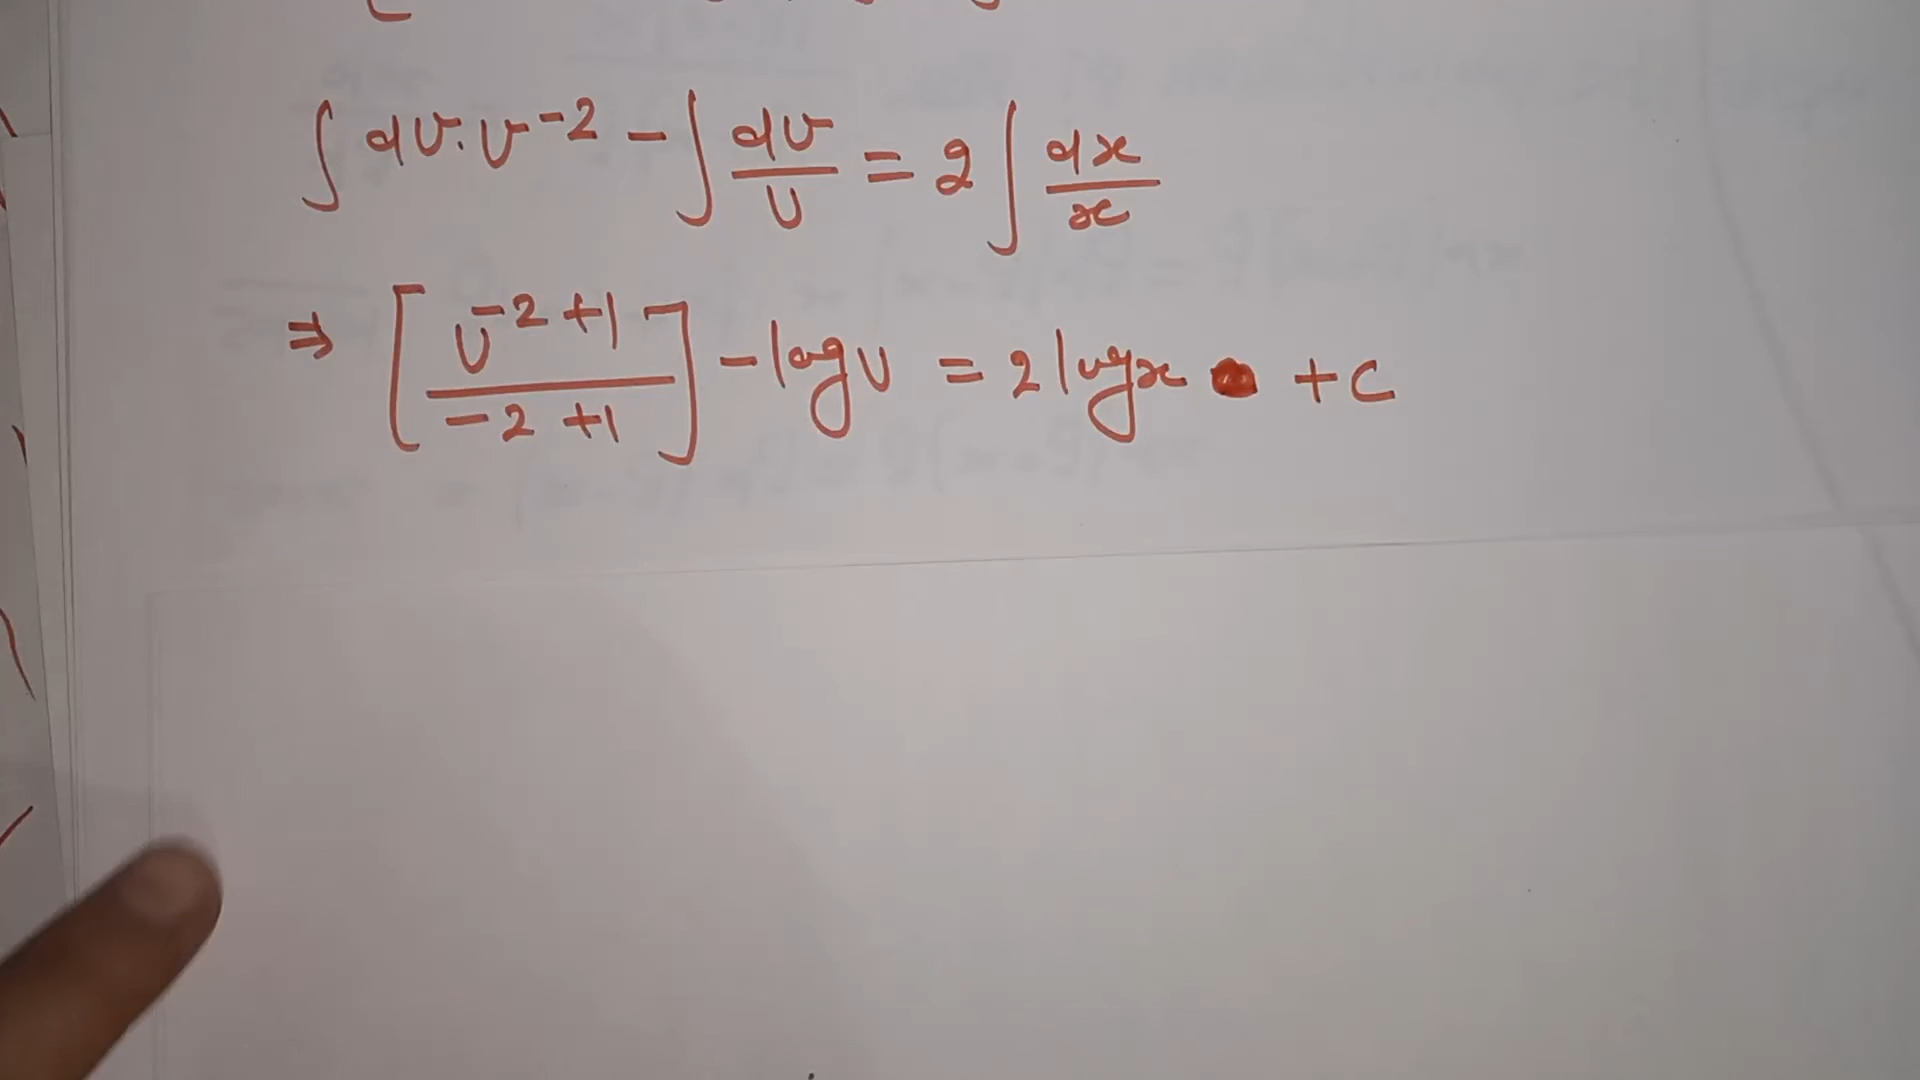 ∫ dv. v⁻² - ∫ dv/v = 2 ∫ dx/x
⇒ [ v⁻²⁺¹ / -2+1 ] - log v = 2 log x + c